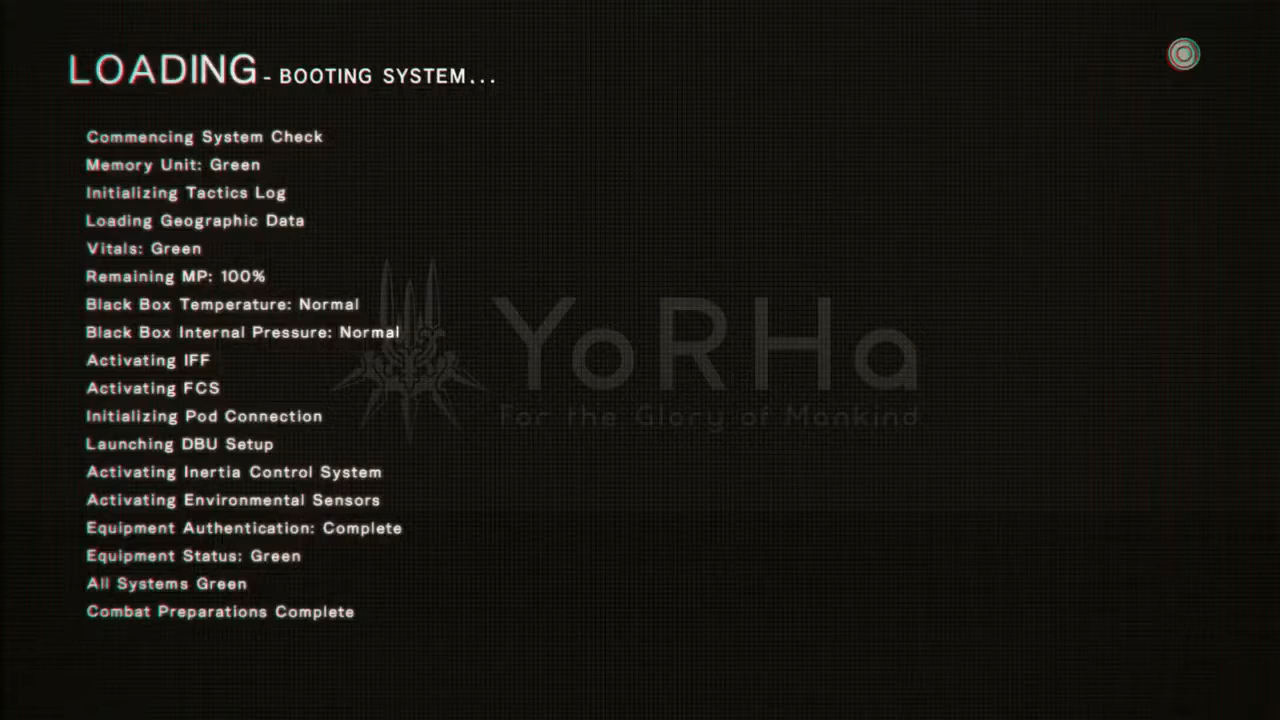 LOADING - BOOTING SYSTEM...
Commencing System Check
Memory Unit: Green
Initializing Tactics Log
Loading Geographic Data
Vitals: Green
Remaining MP: 100%
Black Box Temperature: Normal
Black Box Internal Pressure: Normal
Activating IFF
Activating FCS
Initializing Pod Connection
Launching DBU Setup
Activating Inertia Control System
Activating Environmental Sensors
Equipment Authentication: Complete
Equipment Status: Green
All Systems Green
Combat Preparations Complete
YoRHa
For the Glory of Mankind